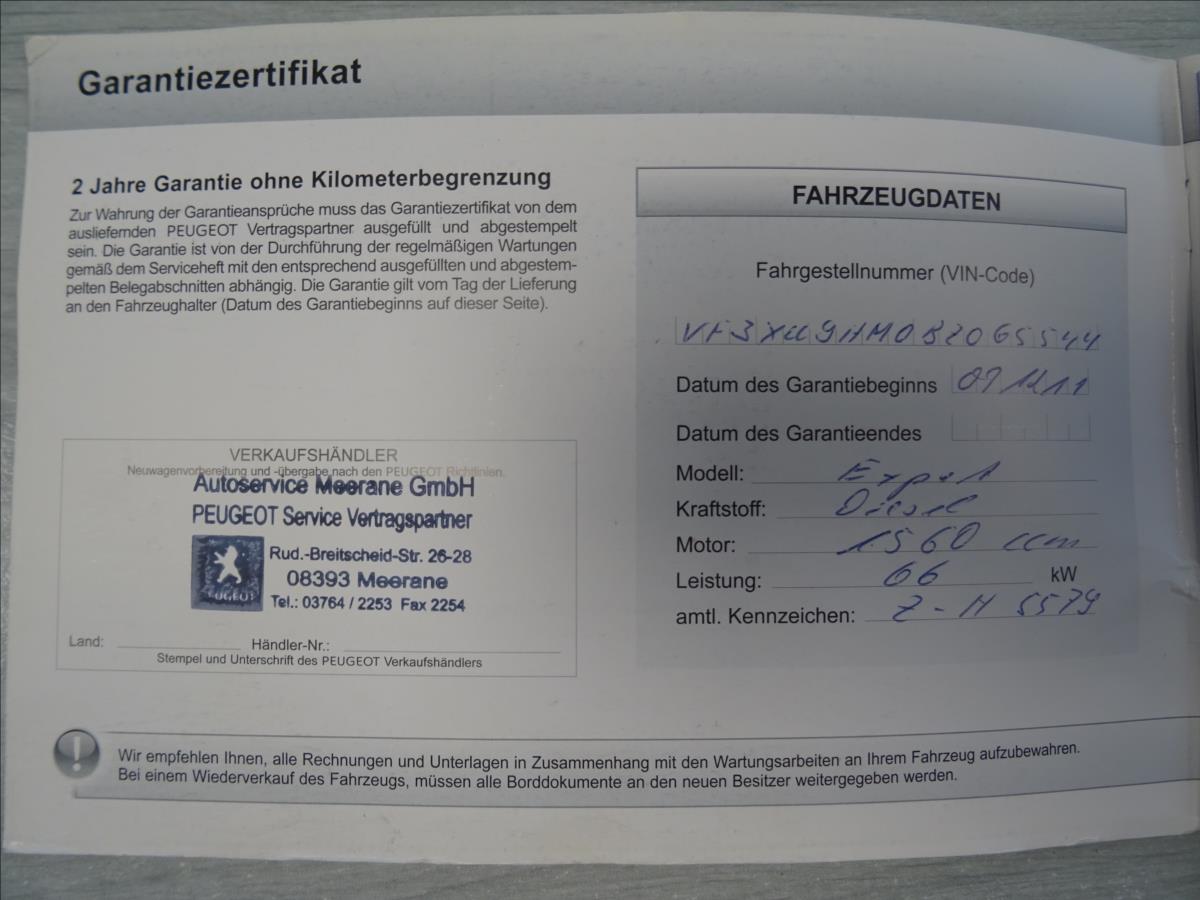 Garantiezertifikat
2 Jahre Garantie ohne Kilometerbegrenzung
Zur Wahrung der Garantieansprüche muss das Garantiezertifikat von dem
ausliefernden PEUGEOT Vertragspartner ausgefüllt und abgestempelt
sein. Die Garantie ist von der Durchführung der regelmäßigen Wartungen
gemäß dem Serviceheft mit den entsprechend ausgefüllten und abgestem-
pelten Belegabschnitten abhängig. Die Garantie gilt vom Tag der Lieferung
an den Fahrzeughalter (Datum des Garantiebeginns auf dieser Seite).
VERKAUFSHÄNDLER
Neuwagenvorbereitung und -übergabe nach den PEUGEOT Richtlinien.
Autoservice Meerane GmbH
PEUGEOT Service Vertragspartner
PEUGEOT
Rud.-Breitscheid-Str. 26-28
08393 Meerane
Tel.: 03764 / 2253 Fax 2254
Land: Händler-Nr.:
Stempel und Unterschrift des PEUGEOT Verkaufshändlers
FAHRZEUGDATEN
Fahrgestellnummer (VIN-Code)
Datum des Garantiebeginns
Datum des Garantieendes
Modell: Expert
Kraftstoff: Diesel
Motor: 1560 ccm
Leistung: 66 kW
amtl. Kennzeichen: Z - H 5579
Wir empfehlen Ihnen, alle Rechnungen und Unterlagen in Zusammenhang mit den Wartungsarbeiten an Ihrem Fahrzeug aufzubewahren.
Bei einem Wiederverkauf des Fahrzeugs, müssen alle Borddokumente an den neuen Besitzer weitergegeben werden.